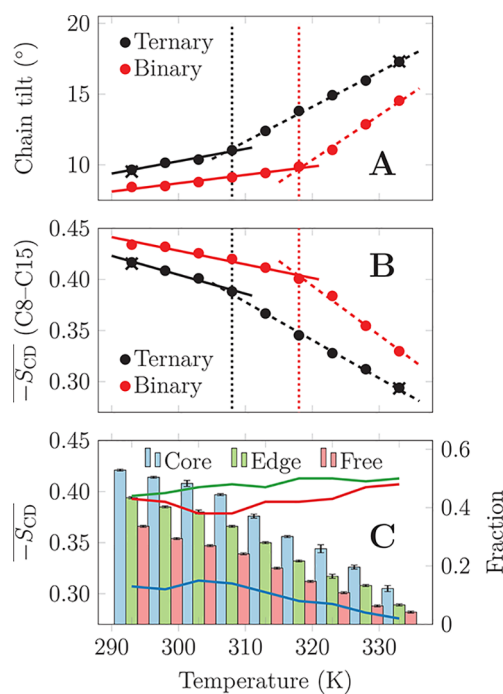 20
15
10
Chain tilt (°)
Ternary
Binary
A
0.45
0.40
0.35
0.30
−S_CD (C8–C15)
B
Ternary
Binary
0.45
0.40
0.35
0.30
−S_CD
Core Edge Free
C
0.6
0.4
0.2
0
Fraction
290 300 310 320 330
Temperature (K)